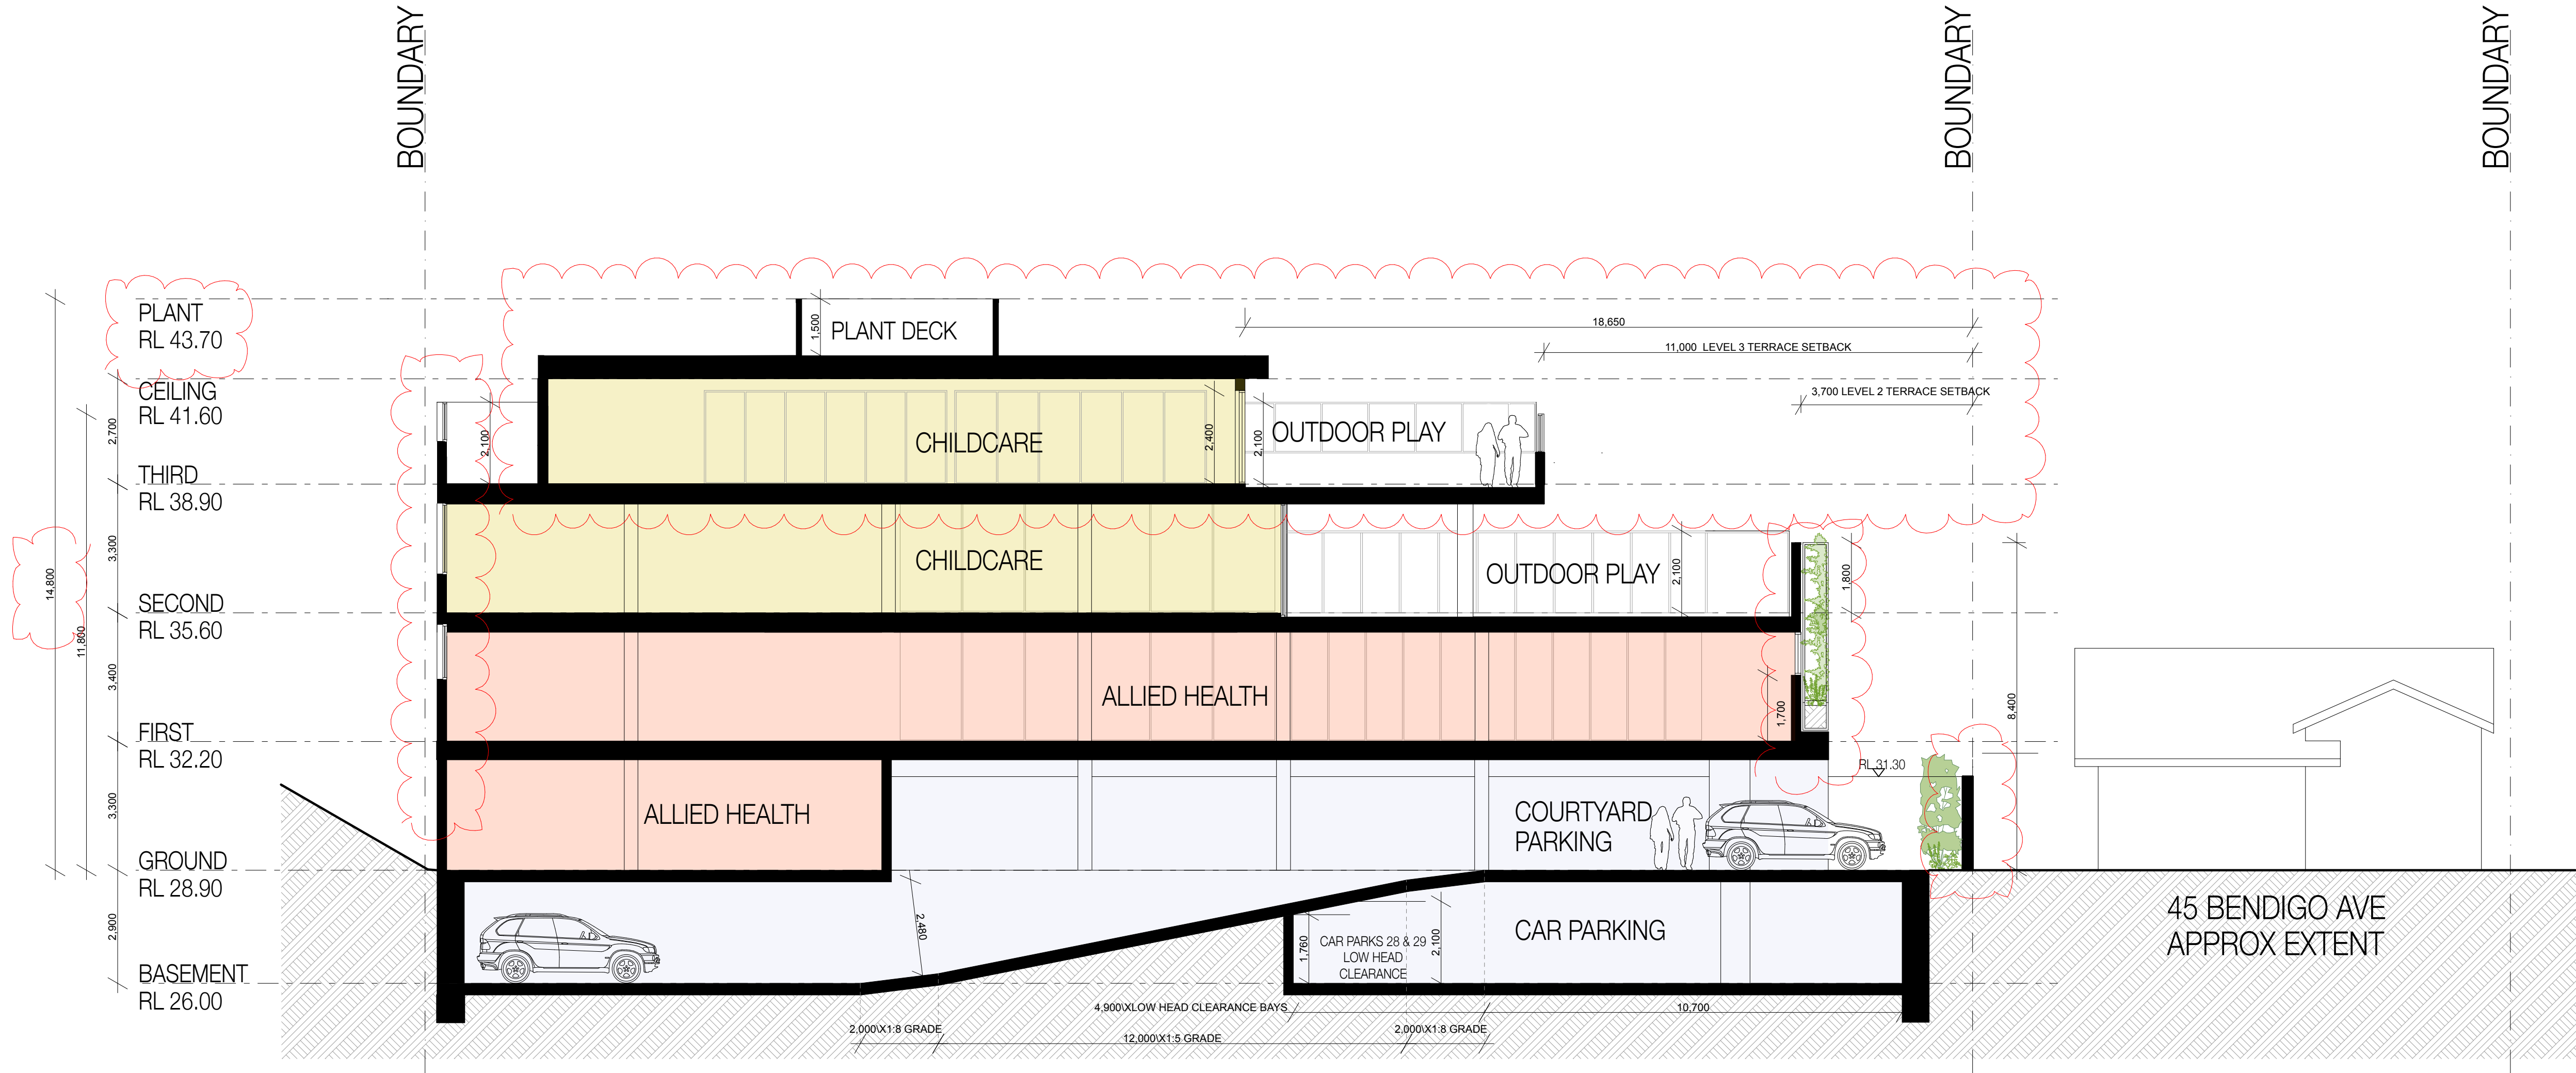 BOUNDARY
BOUNDARY
BOUNDARY
PLANT
RL 43.70
CEILING
RL 41.60
THIRD
RL 38.90
SECOND
RL 35.60
FIRST
RL 32.20
GROUND
RL 28.90
BASEMENT
RL 26.00
14,800
11,800
2,700
3,300
3,400
3,300
2,900
1,500
PLANT DECK
18,650
11,000 LEVEL 3 TERRACE SETBACK
3,700 LEVEL 2 TERRACE SETBACK
2,100
CHILDCARE
2,400
2,100
OUTDOOR PLAY
CHILDCARE
OUTDOOR PLAY
2,100
1,800
ALLIED HEALTH
1,700
8,400
RL 31.30
ALLIED HEALTH
COURTYARD
PARKING
2,480
1,760
CAR PARKS 28 & 29
LOW HEAD
CLEARANCE
2,100
CAR PARKING
45 BENDIGO AVE
APPROX EXTENT
4,900\XLOW HEAD CLEARANCE BAYS
10,700
2,000\X1:8 GRADE
12,000\X1:5 GRADE
2,000\X1:8 GRADE